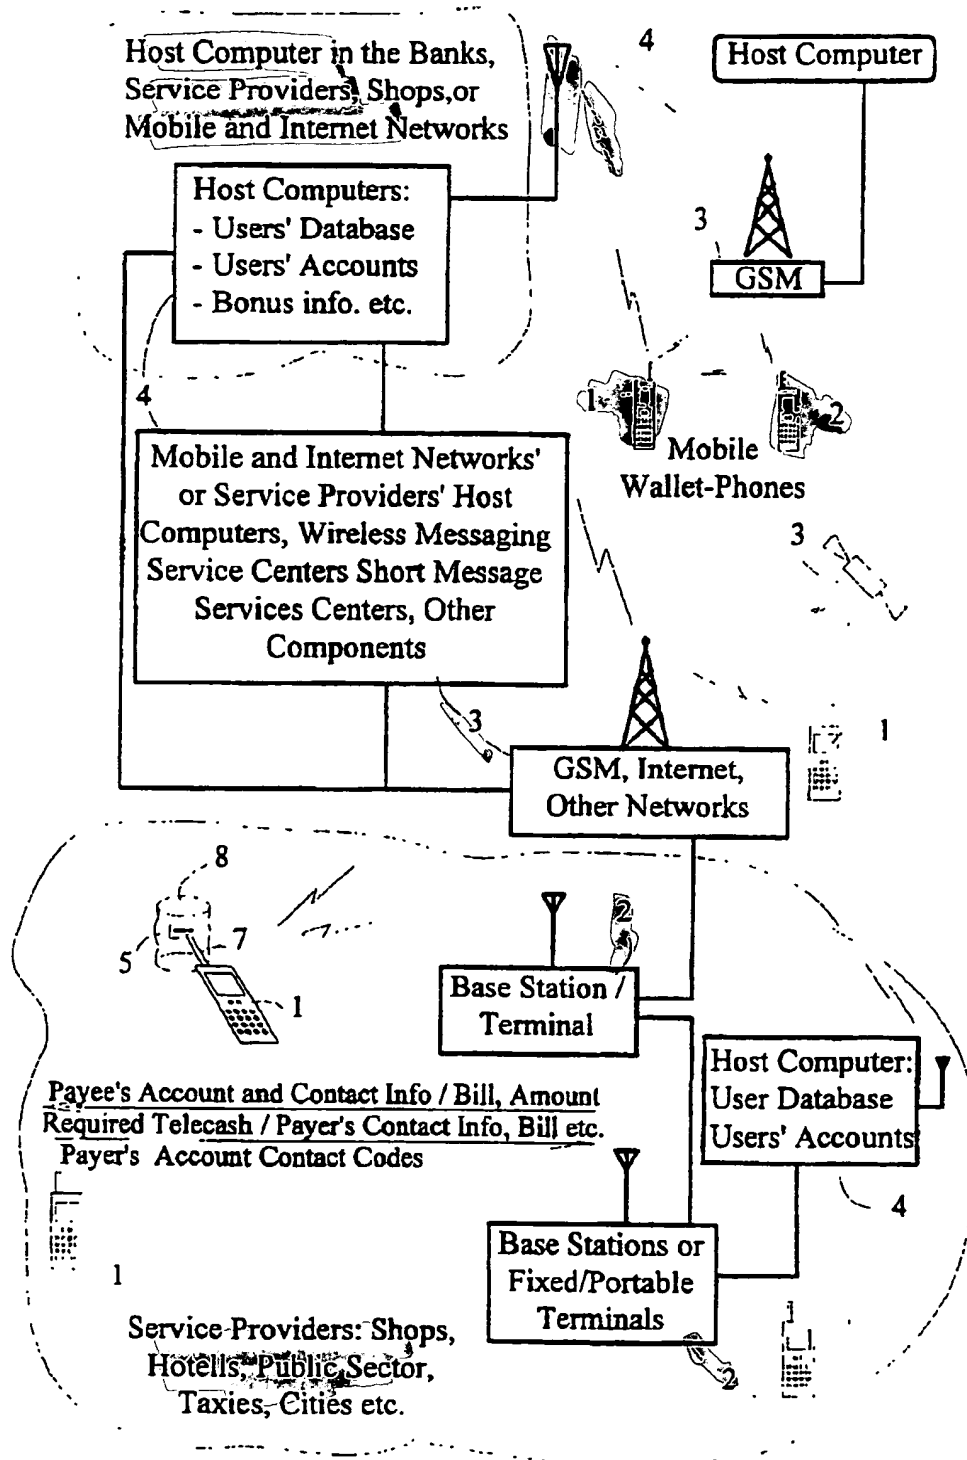 Host Computer in the Banks,
Service Providers, Shops,or
Mobile and Internet Networks
4
Host Computer
Host Computers:
- Users' Database
- Users' Accounts
- Bonus info. etc.
3
GSM
4
1
2
Mobile
Wallet-Phones
Mobile and Internet Networks'
or Service Providers' Host
Computers, Wireless Messaging
Service Centers Short Message
Services Centers, Other
Components
3
3
1
GSM, Internet,
Other Networks
8
5
7
1
2
Base Station /
Terminal
Host Computer:
User Database
Users' Accounts
4
Payee's Account and Contact Info / Bill, Amount
Required Telecash / Payer's Contact Info, Bill etc.
Payer's Account Contact Codes
1
Base Stations or
Fixed/Portable
Terminals
2
Service-Providers: Shops,
Hotells, Public Sector,
Taxies, Cities etc.